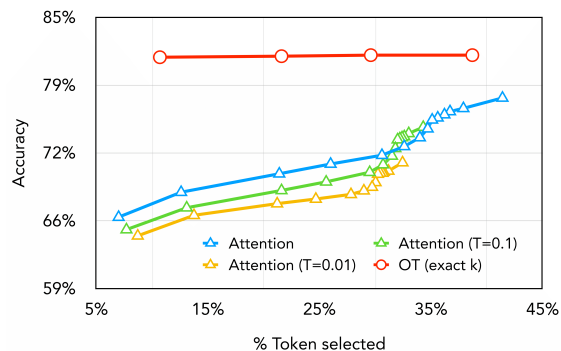 85%
79%
72%
66%
59%
Accuracy
Attention
Attention (T=0.1)
Attention (T=0.01)
OT (exact k)
5%
15%
25%
35%
45%
% Token selected